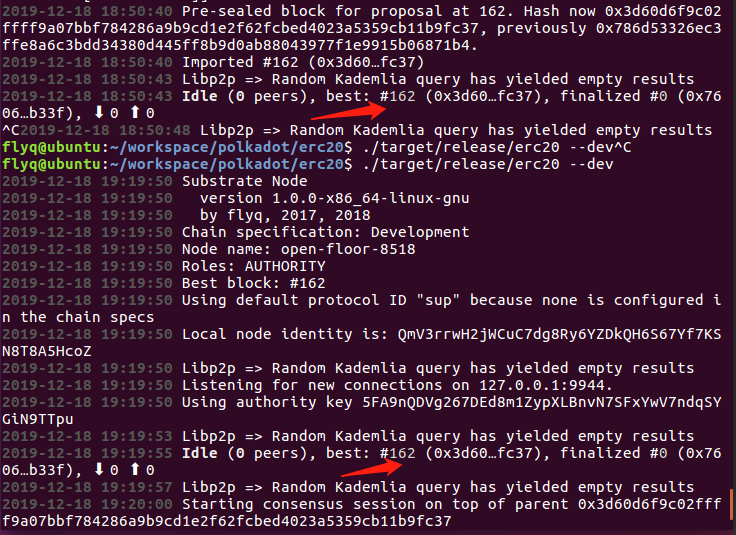 2019-12-18 18:50:40 Pre-sealed block for proposal at 162. Hash now 0x3d60d6f9c02
ffff9a07bbf784286a9b9cd1e2f62fcbed4023a5359cb11b9fc37, previously 0x786d53326ec3
ffe8a6c3bdd34380d445ff8b9d0ab88043977f1e9915b06871b4.
2019-12-18 18:50:40 Imported #162 (0x3d60…fc37)
2019-12-18 18:50:43 Libp2p => Random Kademlia query has yielded empty results
2019-12-18 18:50:43 Idle (0 peers), best: #162 (0x3d60…fc37), finalized #0 (0x76
06…b33f), ⬇ 0 ⬆ 0
^C2019-12-18 18:50:48 Libp2p => Random Kademlia query has yielded empty results
flyq@ubuntu:~/workspace/polkadot/erc20$ ./target/release/erc20 --dev^C
flyq@ubuntu:~/workspace/polkadot/erc20$ ./target/release/erc20 --dev
2019-12-18 19:19:50 Substrate Node
2019-12-18 19:19:50   version 1.0.0-x86_64-linux-gnu
2019-12-18 19:19:50   by flyq, 2017, 2018
2019-12-18 19:19:50 Chain specification: Development
2019-12-18 19:19:50 Node name: open-floor-8518
2019-12-18 19:19:50 Roles: AUTHORITY
2019-12-18 19:19:50 Best block: #162
2019-12-18 19:19:50 Using default protocol ID "sup" because none is configured i
n the chain specs
2019-12-18 19:19:50 Local node identity is: QmV3rrwH2jWCuC7dg8Ry6YZDkQH6S67Yf7KS
N8T8A5HcoZ
2019-12-18 19:19:50 Libp2p => Random Kademlia query has yielded empty results
2019-12-18 19:19:50 Listening for new connections on 127.0.0.1:9944.
2019-12-18 19:19:50 Using authority key 5FA9nQDVg267DEd8m1ZypXLBnvN7SFxYwV7ndqSY
GiN9TTpu
2019-12-18 19:19:53 Libp2p => Random Kademlia query has yielded empty results
2019-12-18 19:19:55 Idle (0 peers), best: #162 (0x3d60…fc37), finalized #0 (0x76
06…b33f), ⬇ 0 ⬆ 0
2019-12-18 19:19:57 Libp2p => Random Kademlia query has yielded empty results
2019-12-18 19:20:00 Starting consensus session on top of parent 0x3d60d6f9c02fff
f9a07bbf784286a9b9cd1e2f62fcbed4023a5359cb11b9fc37